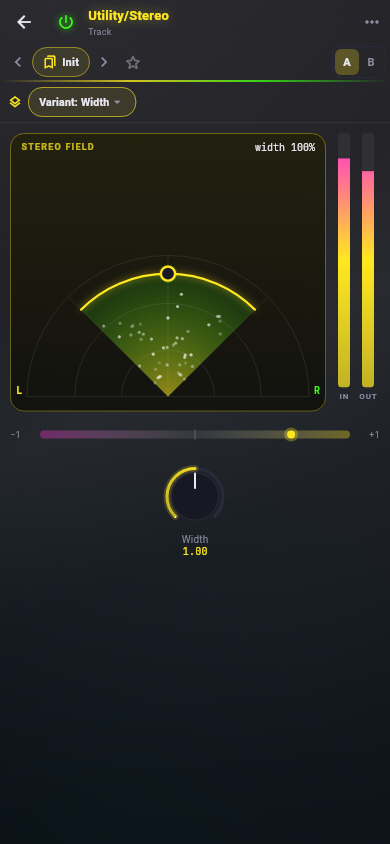 Utility/Stereo
Track
Init
A B
Variant: Width
STEREO FIELD
width 100%
L
R
IN OUT
-1
+1
Width
1.00